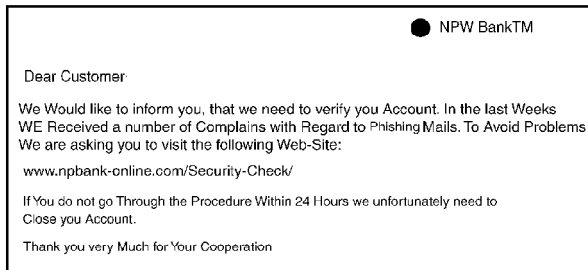 NPW BankTM
Dear Customer
We Would like to inform you, that we need to verify you Account. In the last Weeks
WE Received a number of Complains with Regard to Phishing Mails. To Avoid Problems
We are asking you to visit the following Web-Site:
www.npbank-online.com/Security-Check/
If You do not go Through the Procedure Within 24 Hours we unfortunately need to
Close you Account.
Thank you very Much for Your Cooperation